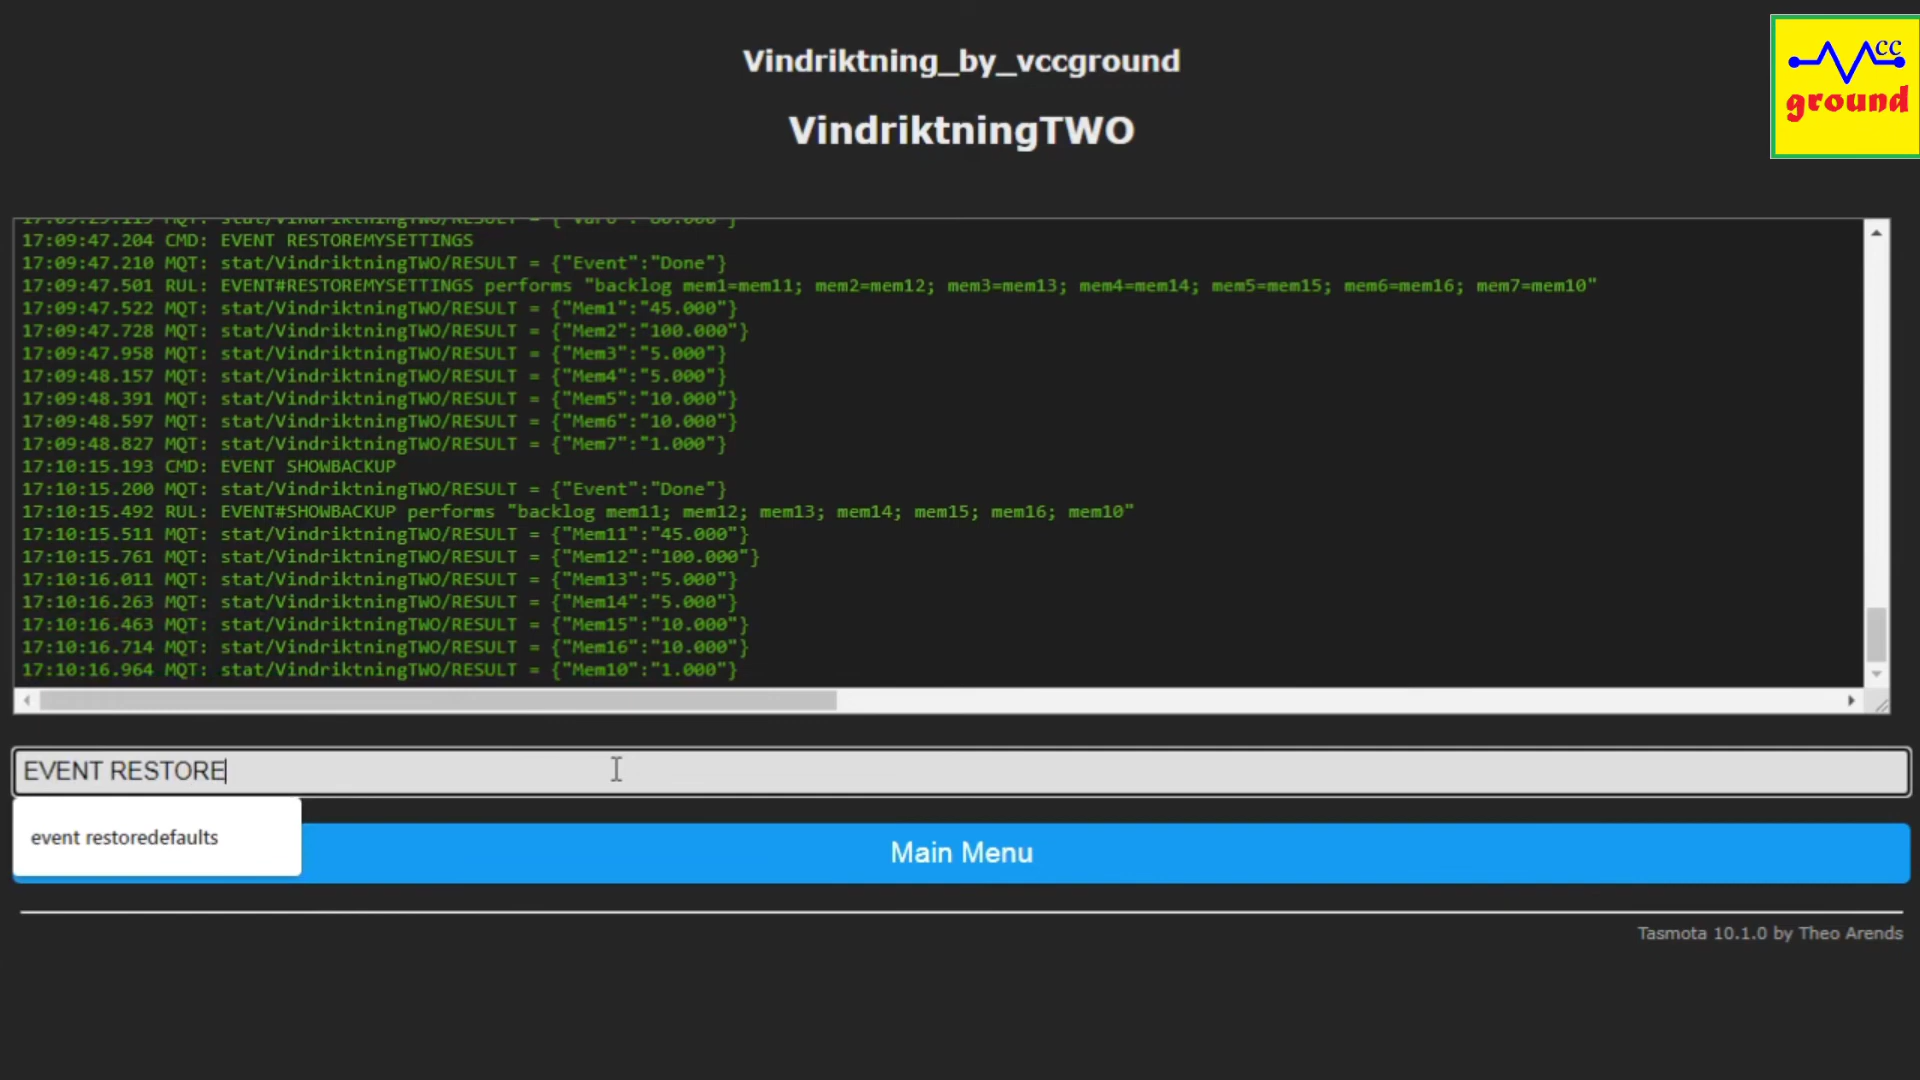 Vindriktning_by_vccground
VindriktningTWO
cc
ground
17:09:29.115 MQT: stat/VindriktningTWO/RESULT = {"Var6":"80.000"}
17:09:47.204 CMD: EVENT RESTOREMYSETTINGS
17:09:47.210 MQT: stat/VindriktningTWO/RESULT = {"Event":"Done"}
17:09:47.501 RUL: EVENT#RESTOREMYSETTINGS performs "backlog mem1=mem11; mem2=mem12; mem3=mem13; mem4=mem14; mem5=mem15; mem6=mem16; mem7=mem10"
17:09:47.522 MQT: stat/VindriktningTWO/RESULT = {"Mem1":"45.000"}
17:09:47.728 MQT: stat/VindriktningTWO/RESULT = {"Mem2":"100.000"}
17:09:47.958 MQT: stat/VindriktningTWO/RESULT = {"Mem3":"5.000"}
17:09:48.157 MQT: stat/VindriktningTWO/RESULT = {"Mem4":"5.000"}
17:09:48.391 MQT: stat/VindriktningTWO/RESULT = {"Mem5":"10.000"}
17:09:48.597 MQT: stat/VindriktningTWO/RESULT = {"Mem6":"10.000"}
17:09:48.827 MQT: stat/VindriktningTWO/RESULT = {"Mem7":"1.000"}
17:10:15.193 CMD: EVENT SHOWBACKUP
17:10:15.200 MQT: stat/VindriktningTWO/RESULT = {"Event":"Done"}
17:10:15.492 RUL: EVENT#SHOWBACKUP performs "backlog mem11; mem12; mem13; mem14; mem15; mem16; mem10"
17:10:15.511 MQT: stat/VindriktningTWO/RESULT = {"Mem11":"45.000"}
17:10:15.761 MQT: stat/VindriktningTWO/RESULT = {"Mem12":"100.000"}
17:10:16.011 MQT: stat/VindriktningTWO/RESULT = {"Mem13":"5.000"}
17:10:16.263 MQT: stat/VindriktningTWO/RESULT = {"Mem14":"5.000"}
17:10:16.463 MQT: stat/VindriktningTWO/RESULT = {"Mem15":"10.000"}
17:10:16.714 MQT: stat/VindriktningTWO/RESULT = {"Mem16":"10.000"}
17:10:16.964 MQT: stat/VindriktningTWO/RESULT = {"Mem10":"1.000"}
EVENT RESTORE
event restoredefaults
Main Menu
Tasmota 10.1.0 by Theo Arends